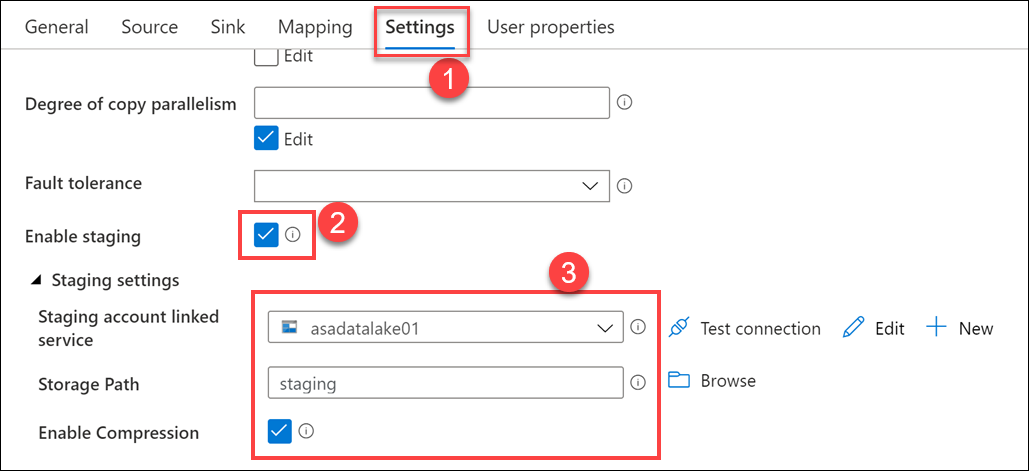 General Source Sink Mapping Settings User properties
1
Edit
Degree of copy parallelism
Edit
Fault tolerance
2
Enable staging
3
Staging settings
Staging account linked service
asadatalake01
Test connection Edit New
Storage Path
staging
Browse
Enable Compression